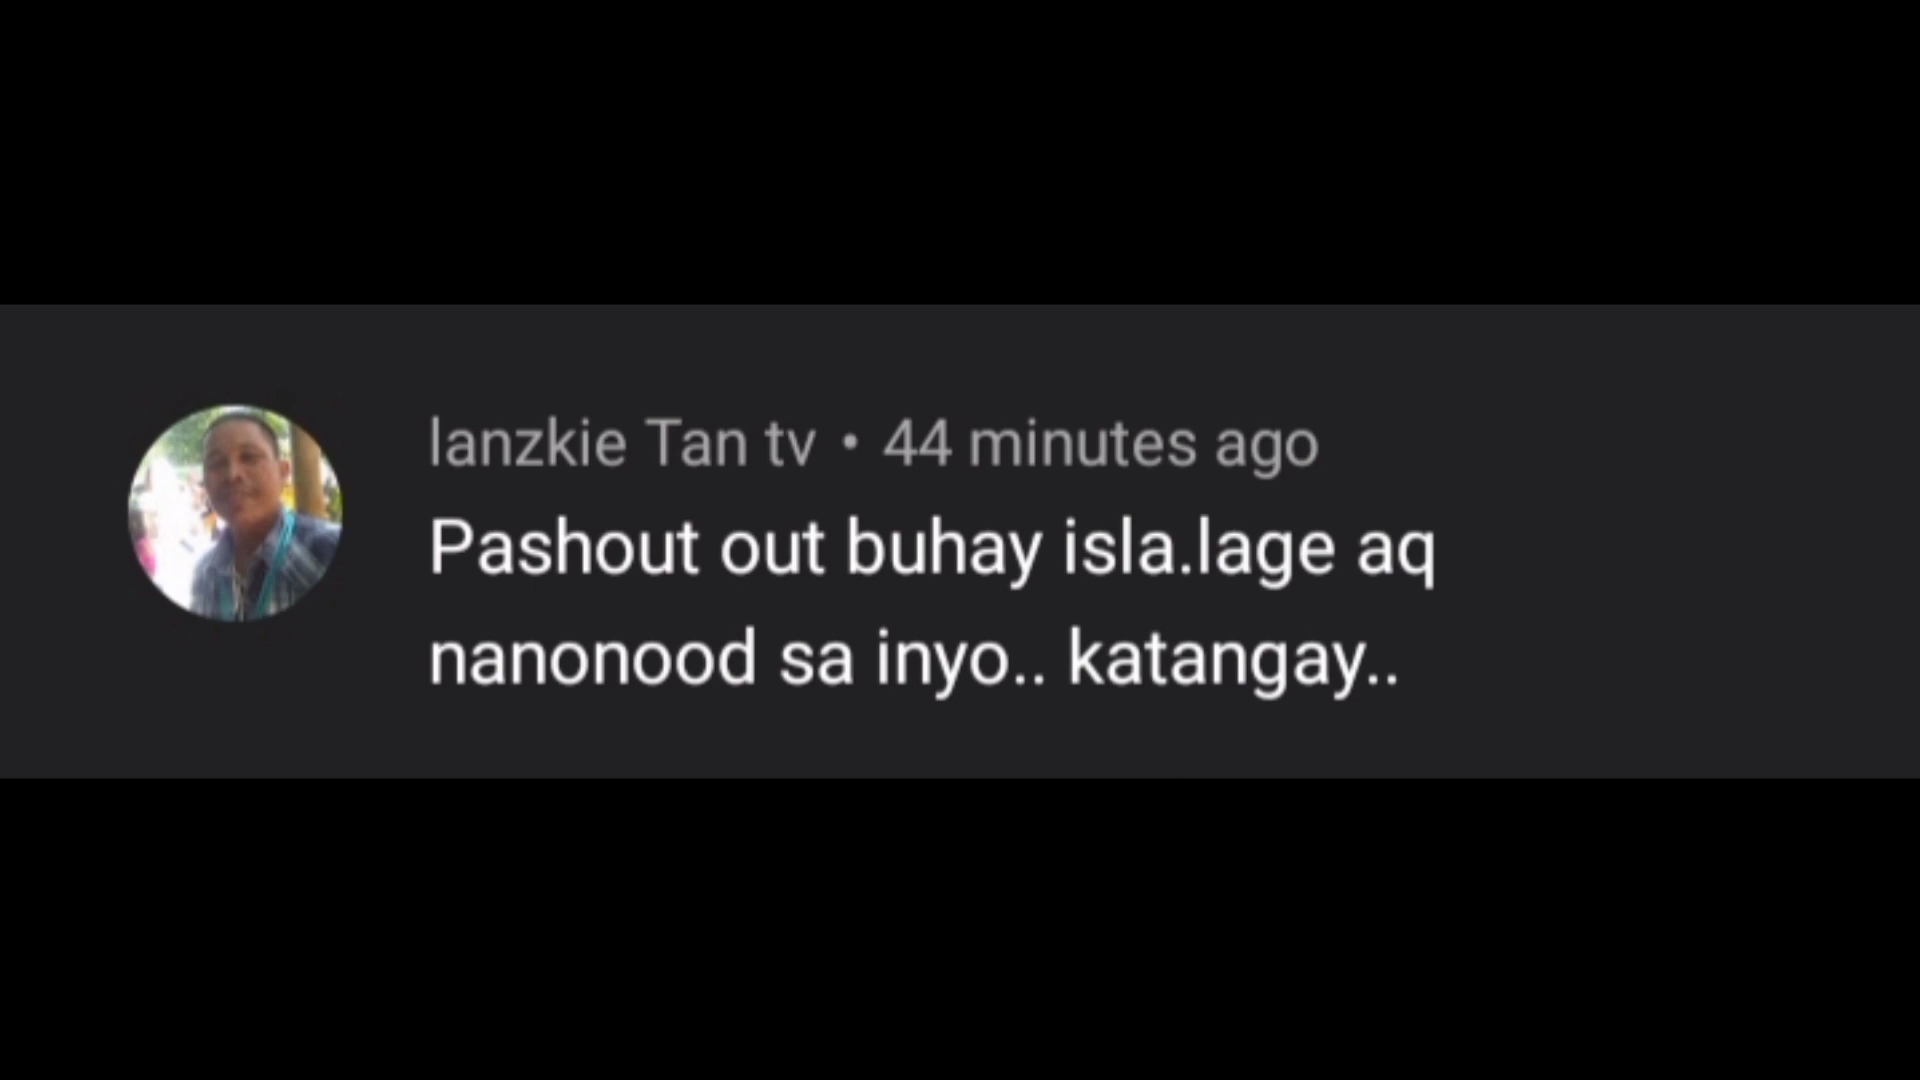 lanzkie Tan tv • 44 minutes ago
Pashout out buhay isla.lage aq
nanonood sa inyo.. katangay..